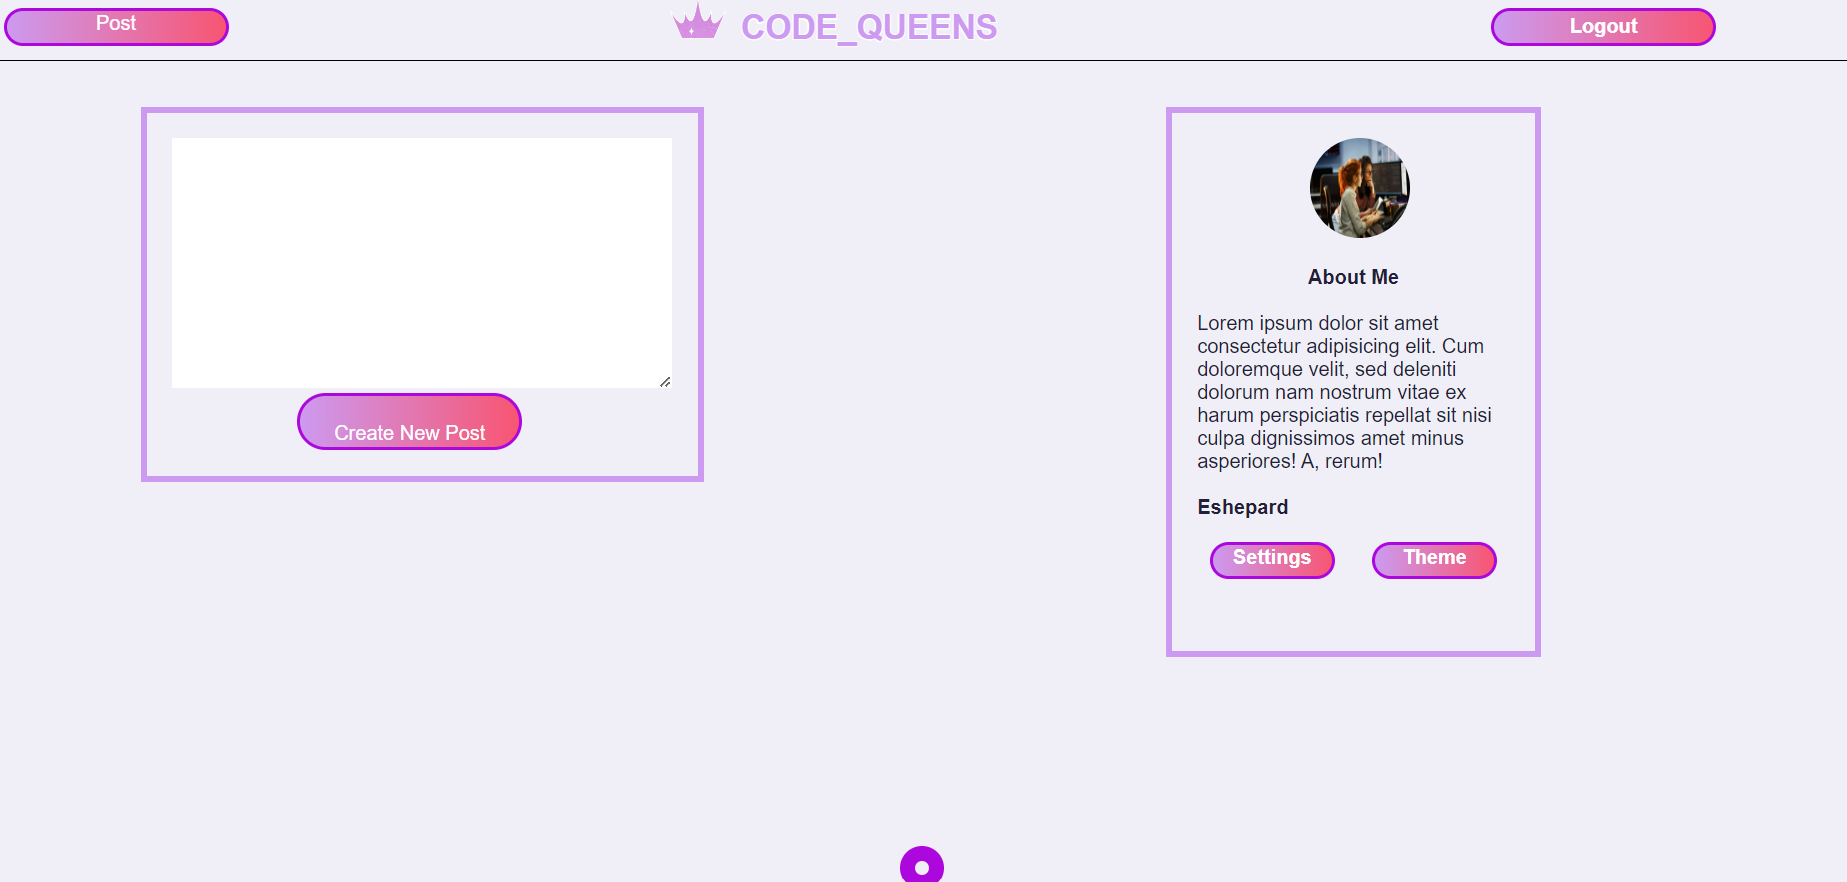 Post
CODE_QUEENS
Logout
Create New Post
About Me
Lorem ipsum dolor sit amet
consectetur adipisicing elit. Cum
doloremque velit, sed deleniti
dolorum nam nostrum vitae ex
harum perspiciatis repellat sit nisi
culpa dignissimos amet minus
asperiores! A, rerum!
Eshepard
Settings
Theme